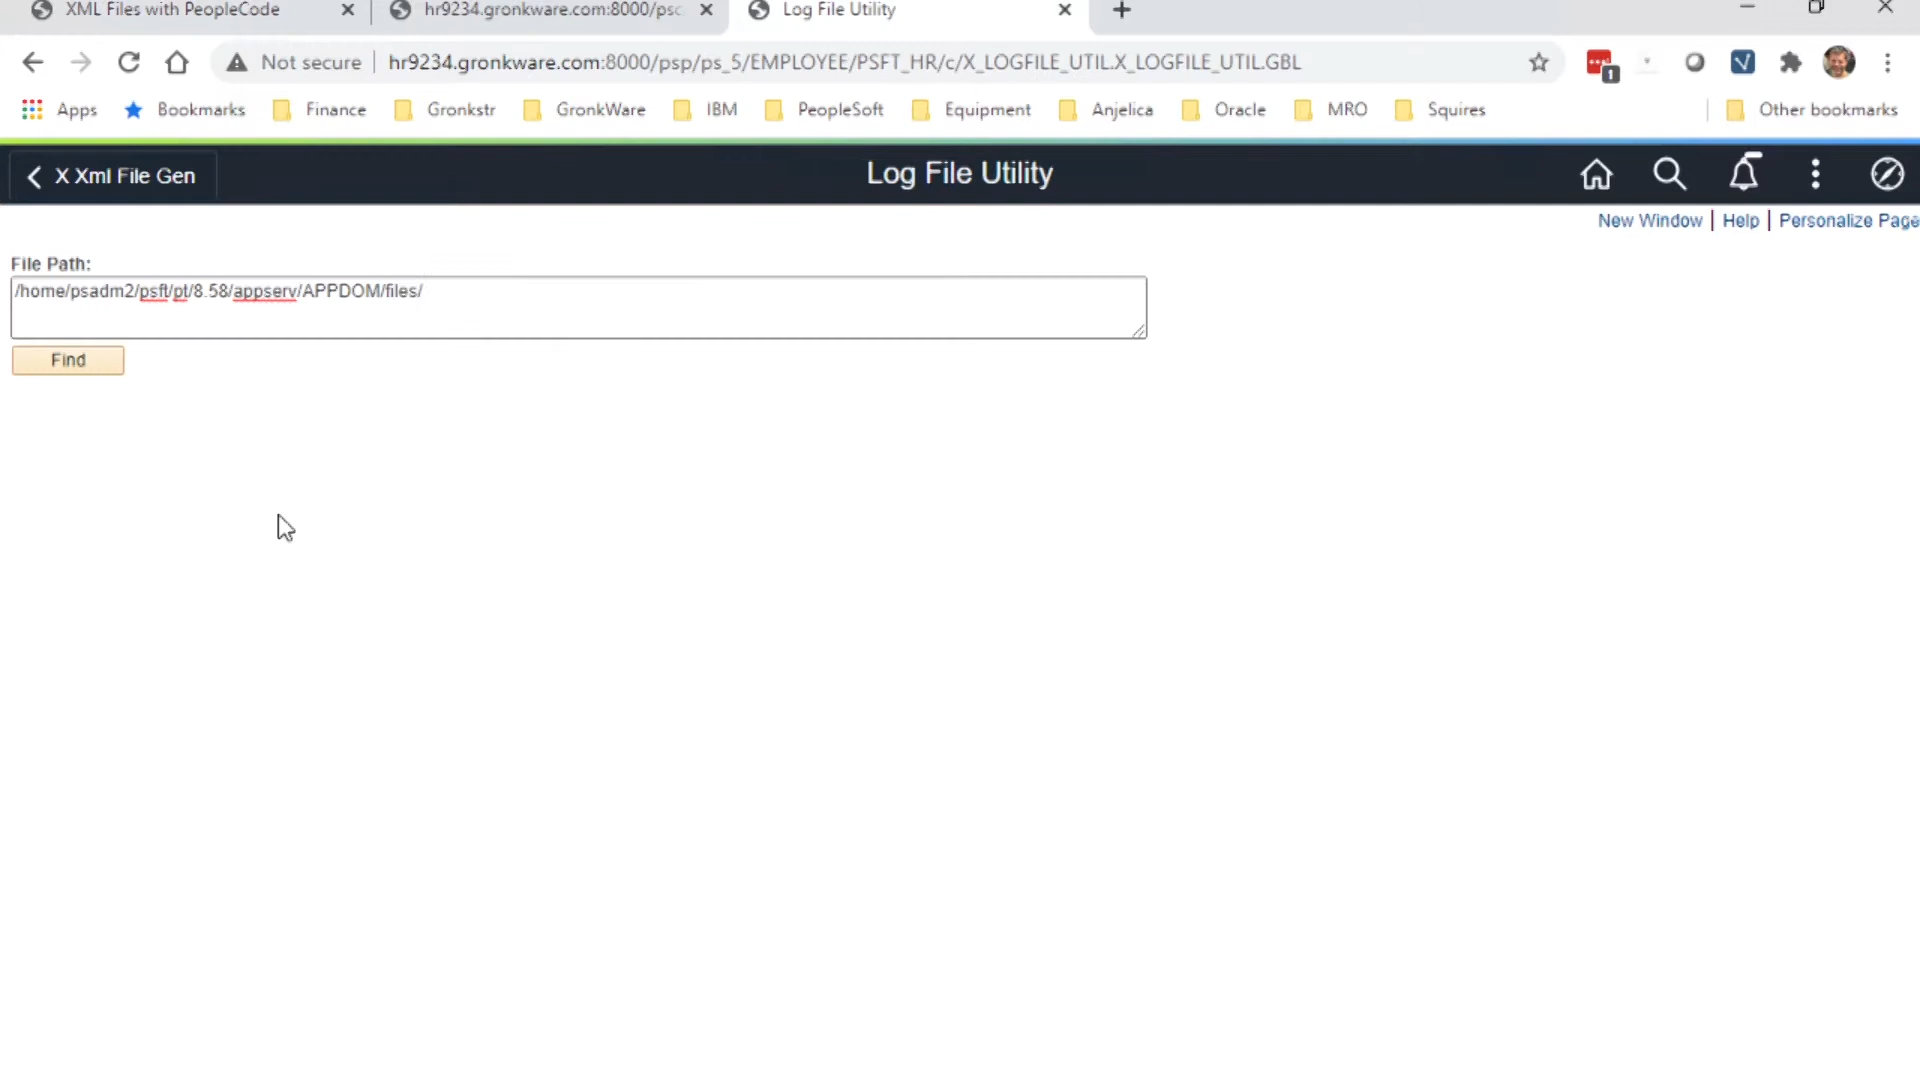 XML Files with PeopleCode
hr9234.gronkware.com:8000/psc
Log File Utility
Not secure
hr9234.gronkware.com:8000/psp/ps_5/EMPLOYEE/PSFT_HR/c/X_LOGFILE_UTIL.X_LOGFILE_UTIL.GBL
1
Apps Bookmarks Finance Gronkstr GronkWare IBM PeopleSoft Equipment Anjelica Oracle MRO Squires Other bookmarks
X Xml File Gen
Log File Utility
New Window | Help | Personalize Page
File Path:
/home/psadm2/psft/pt/8.58/appserv/APPDOM/files/
Find